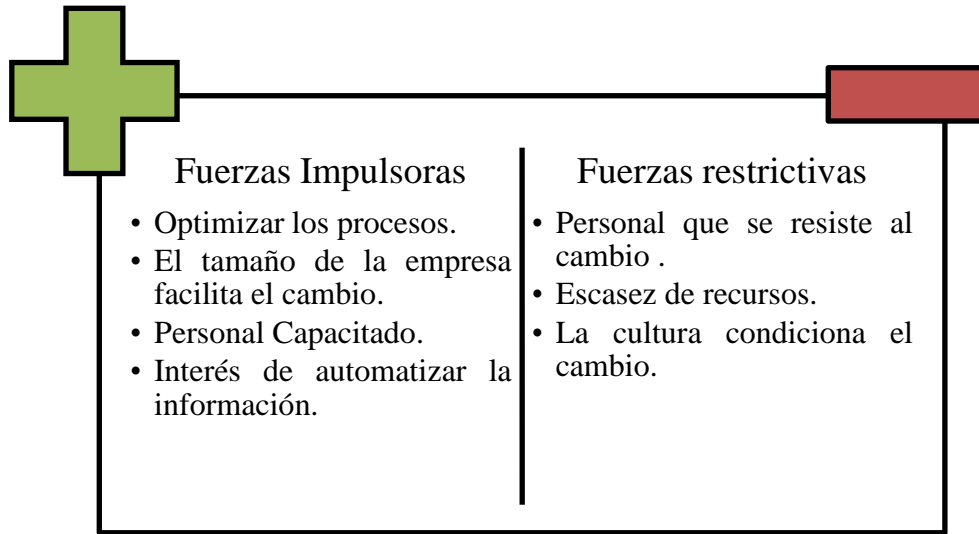 Fuerzas Impulsoras
• Optimizar los procesos.
• El tamaño de la empresa
facilita el cambio.
• Personal Capacitado.
• Interés de automatizar la
información.
Fuerzas restrictivas
• Personal que se resiste al
cambio .
• Escasez de recursos.
• La cultura condiciona el
cambio.